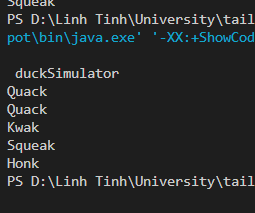 Squeak
PS D:\Linh Tinh\University\tail
pot\bin\java.exe' '-XX:+ShowCod
duckSimulator
Quack
Quack
Kwak
Squeak
Honk
PS D:\Linh Tinh\University\tail